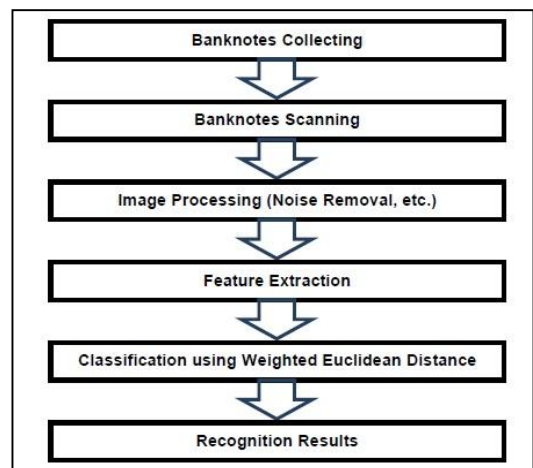 Banknotes Collecting
Banknotes Scanning
Image Processing (Noise Removal, etc.)
Feature Extraction
Classification using Weighted Euclidean Distance
Recognition Results